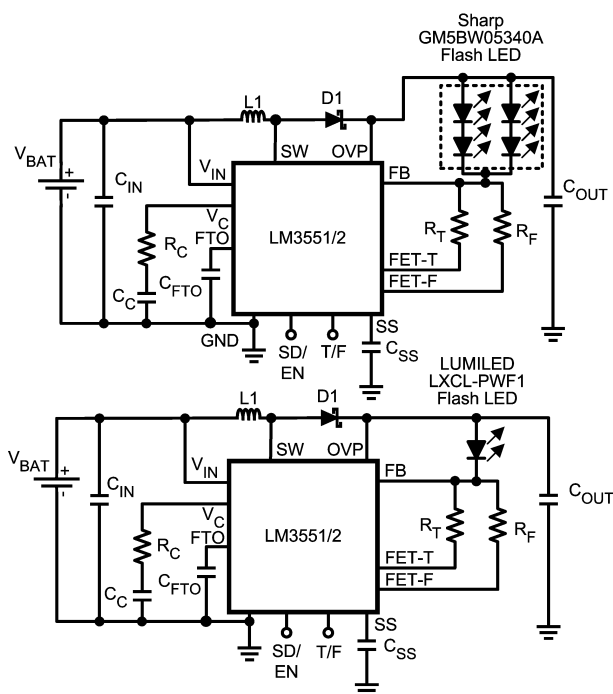 Sharp
GM5BW05340A
Flash LED
L1
D1
VBAT
+
-
CIN
VIN
SW
OVP
FB
VC
FTO
LM3551/2
RC
CC
CFTO
RT
RF
COUT
FET-T
FET-F
GND
SD/
EN
T/F
SS
CSS
LUMILED
LXCL-PWF1
Flash LED
L1
D1
VBAT
+
-
CIN
VIN
SW
OVP
FB
VC
FTO
LM3551/2
RC
CC
CFTO
RT
RF
COUT
FET-T
FET-F
SD/
EN
T/F
SS
CSS